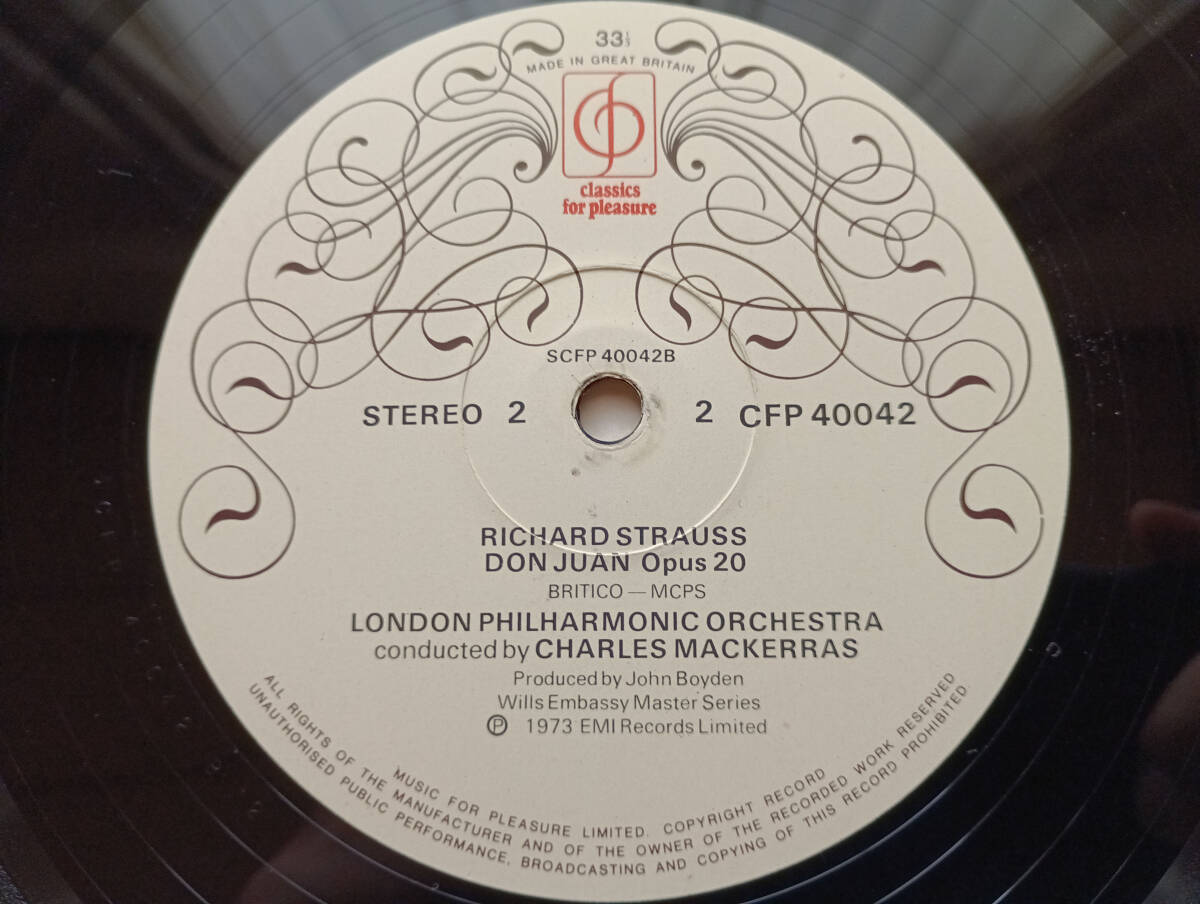 33⅓
MADE IN GREAT BRITAIN
classics
for pleasure
SCFP 40042B
STEREO 2 2 CFP 40042
RICHARD STRAUSS
DON JUAN Opus 20
BRITICO — MCPS
LONDON PHILHARMONIC ORCHESTRA
conducted by CHARLES MACKERRAS
Produced by John Boyden
Wills Embassy Master Series
℗ 1973 EMI Records Limited
MUSIC FOR PLEASURE LIMITED. COPYRIGHT RECORD
ALL RIGHTS OF THE MANUFACTURER AND OF THE OWNER OF THE RECORDED WORK RESERVED
UNAUTHORISED PUBLIC PERFORMANCE, BROADCASTING AND COPYING OF THIS RECORD PROHIBITED.